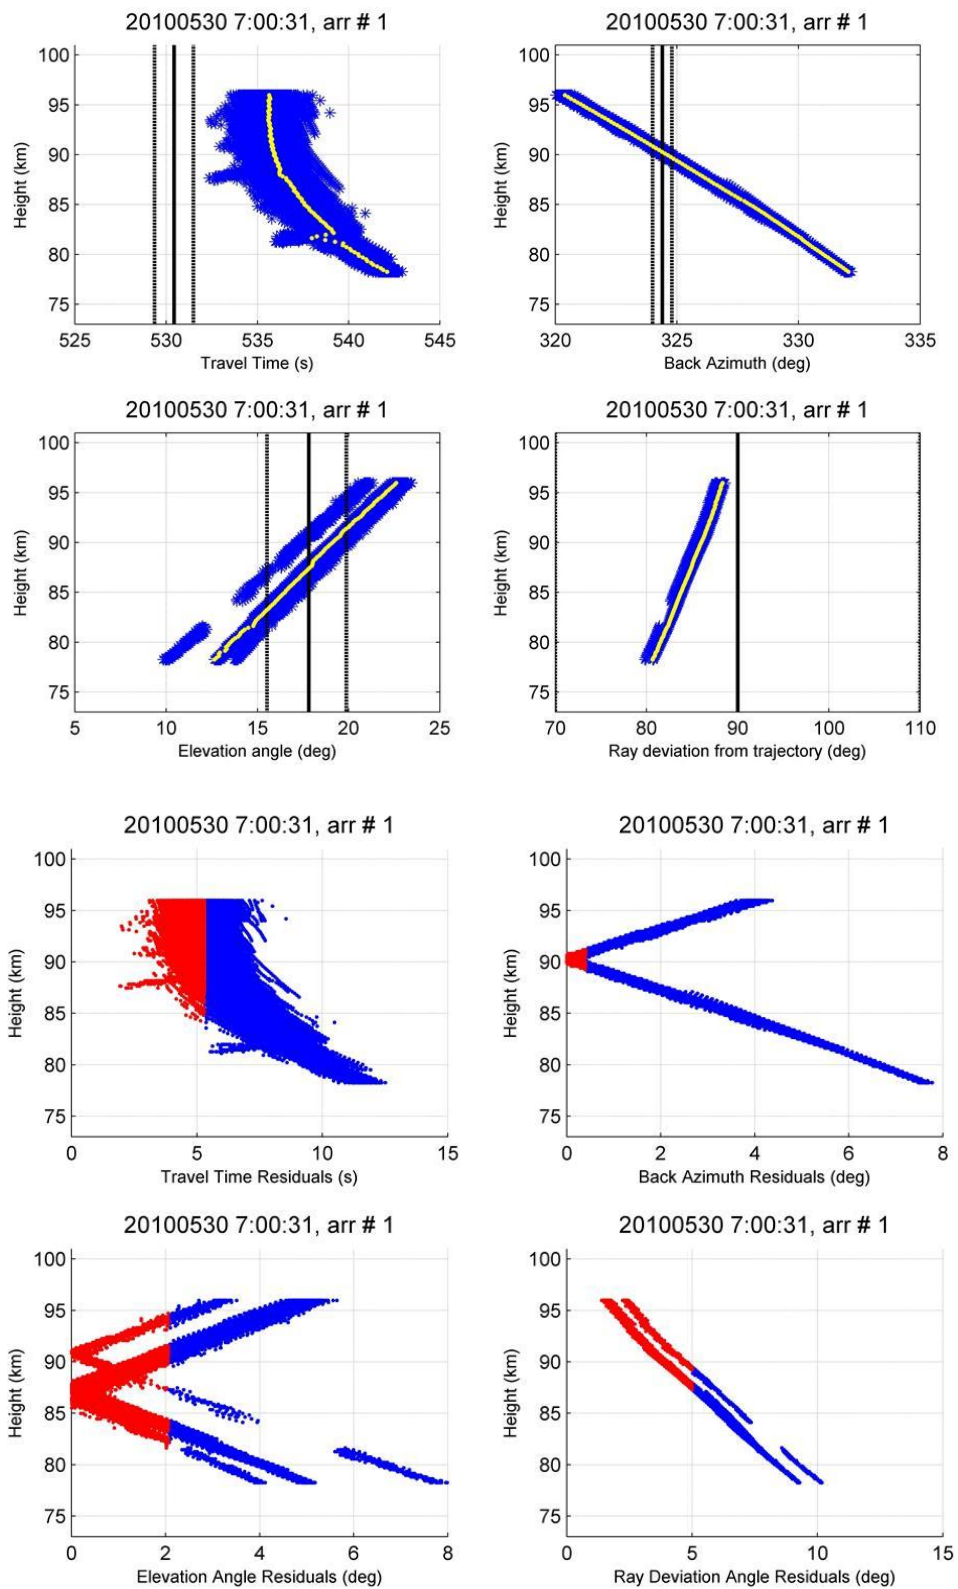 20100530 7:00:31, arr # 1
Height (km)
100
95
90
85
80
75
525 530 535 540 545
Travel Time (s)
20100530 7:00:31, arr # 1
Height (km)
100
95
90
85
80
75
320 325 330 335
Back Azimuth (deg)
20100530 7:00:31, arr # 1
Height (km)
100
95
90
85
80
75
5 10 15 20 25
Elevation angle (deg)
20100530 7:00:31, arr # 1
Height (km)
100
95
90
85
80
75
70 80 90 100 110
Ray deviation from trajectory (deg)
20100530 7:00:31, arr # 1
Height (km)
100
95
90
85
80
75
0 5 10 15
Travel Time Residuals (s)
20100530 7:00:31, arr # 1
Height (km)
100
95
90
85
80
75
0 2 4 6 8
Back Azimuth Residuals (deg)
20100530 7:00:31, arr # 1
Height (km)
100
95
90
85
80
75
0 2 4 6 8
Elevation Angle Residuals (deg)
20100530 7:00:31, arr # 1
Height (km)
100
95
90
85
80
75
0 5 10 15
Ray Deviation Angle Residuals (deg)